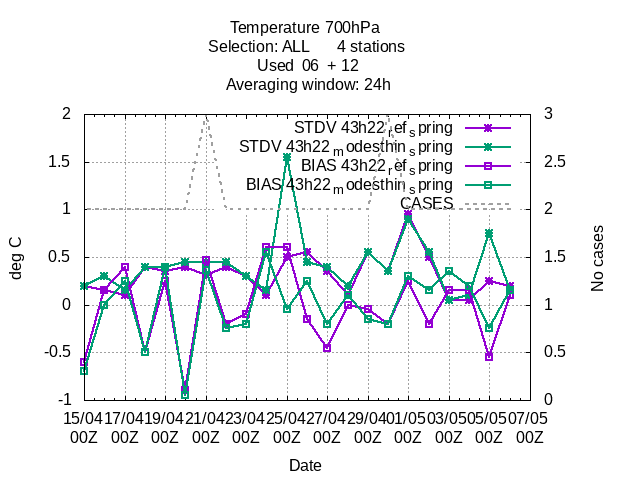 Temperature 700hPa
Selection: ALL 4 stations
Used 06 + 12
Averaging window: 24h
deg C
No cases
2
1.5
1
0.5
0
-0.5
-1
3
2.5
2
1.5
1
0.5
0
STDV 43h22ref_spring
STDV 43h22modesthinspring
BIAS 43h22refspring
BIAS 43h22modesthinspring
CASES
15/04 17/04 19/04 21/04 23/04 25/04 27/04 29/04 01/05 03/05 05/05 07/05
00Z 00Z 00Z 00Z 00Z 00Z 00Z 00Z 00Z 00Z 00Z 00Z
Date